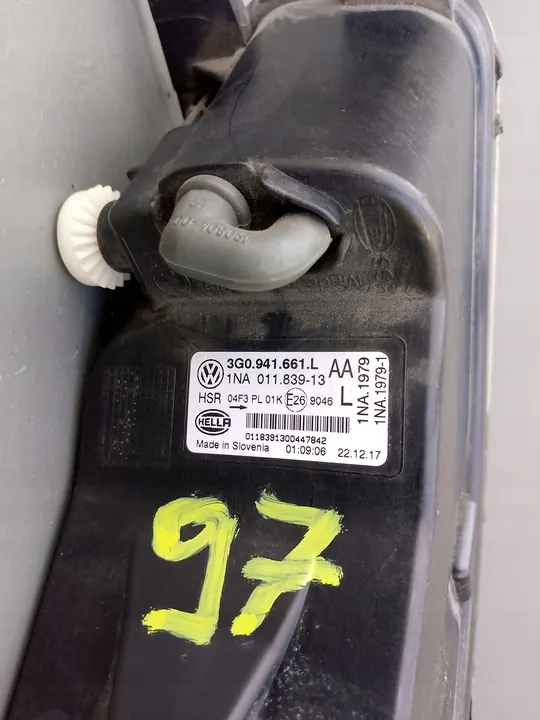 3G0.941.661.L AA
1NA 011.839-13
HSR 04F3 PL 01K E26 9046 L
HELLA
0118391300447842
Made in Slovenia 01:09:06 22.12.17
1NA.1979
1NA.1979-1
97